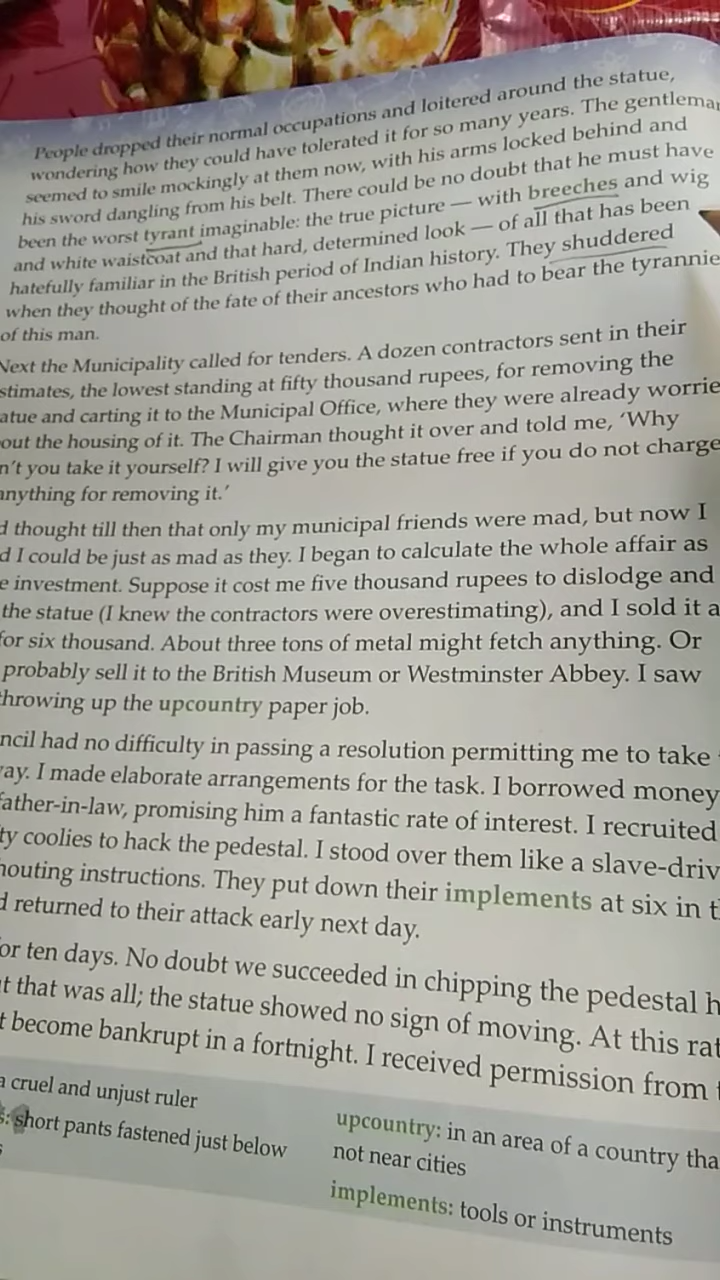 People dropped their normal occupations and loitered around the statue,
wondering how they could have tolerated it for so many years. The
seemed to smile mockingly at them now, with his arms locked behind and
his sword dangling from his belt. There could be no doubt that he must have
been the worst tyrant imaginable: the true picture — with breeches and wig
and white waistcoat and that hard, determined look — of all that has been
hatefully familiar in the British period of Indian history. They shuddered
when they thought of the fate of their ancestors who had to bear the
of this man.
Next the Municipality called for tenders. A dozen contractors sent in their
the lowest standing at fifty thousand rupees, for removing the
and carting it to the Municipal Office, where they were already
the housing of it. The Chairman thought it over and told me, ‘Why
you take it yourself? I will give you the statue free if you do not charge
anything for removing it.’
thought till then that only my municipal friends were mad, but now I
I could be just as mad as they. I began to calculate the whole affair as
investment. Suppose it cost me five thousand rupees to dislodge and
the statue (I knew the contractors were overestimating), and I sold it
for six thousand. About three tons of metal might fetch anything. Or
probably sell it to the British Museum or Westminster Abbey. I saw
throwing up the upcountry paper job.
had no difficulty in passing a resolution permitting me to take
I made elaborate arrangements for the task. I borrowed money
father-in-law, promising him a fantastic rate of interest. I recruited
coolies to hack the pedestal. I stood over them like a
instructions. They put down their implements at six in
returned to their attack early next day.
for ten days. No doubt we succeeded in chipping the pedestal
that was all; the statue showed no sign of moving. At this
become bankrupt in a fortnight. I received permission from
a cruel and unjust ruler
short pants fastened just below
upcountry: in an area of a country
not near cities
implements: tools or instruments